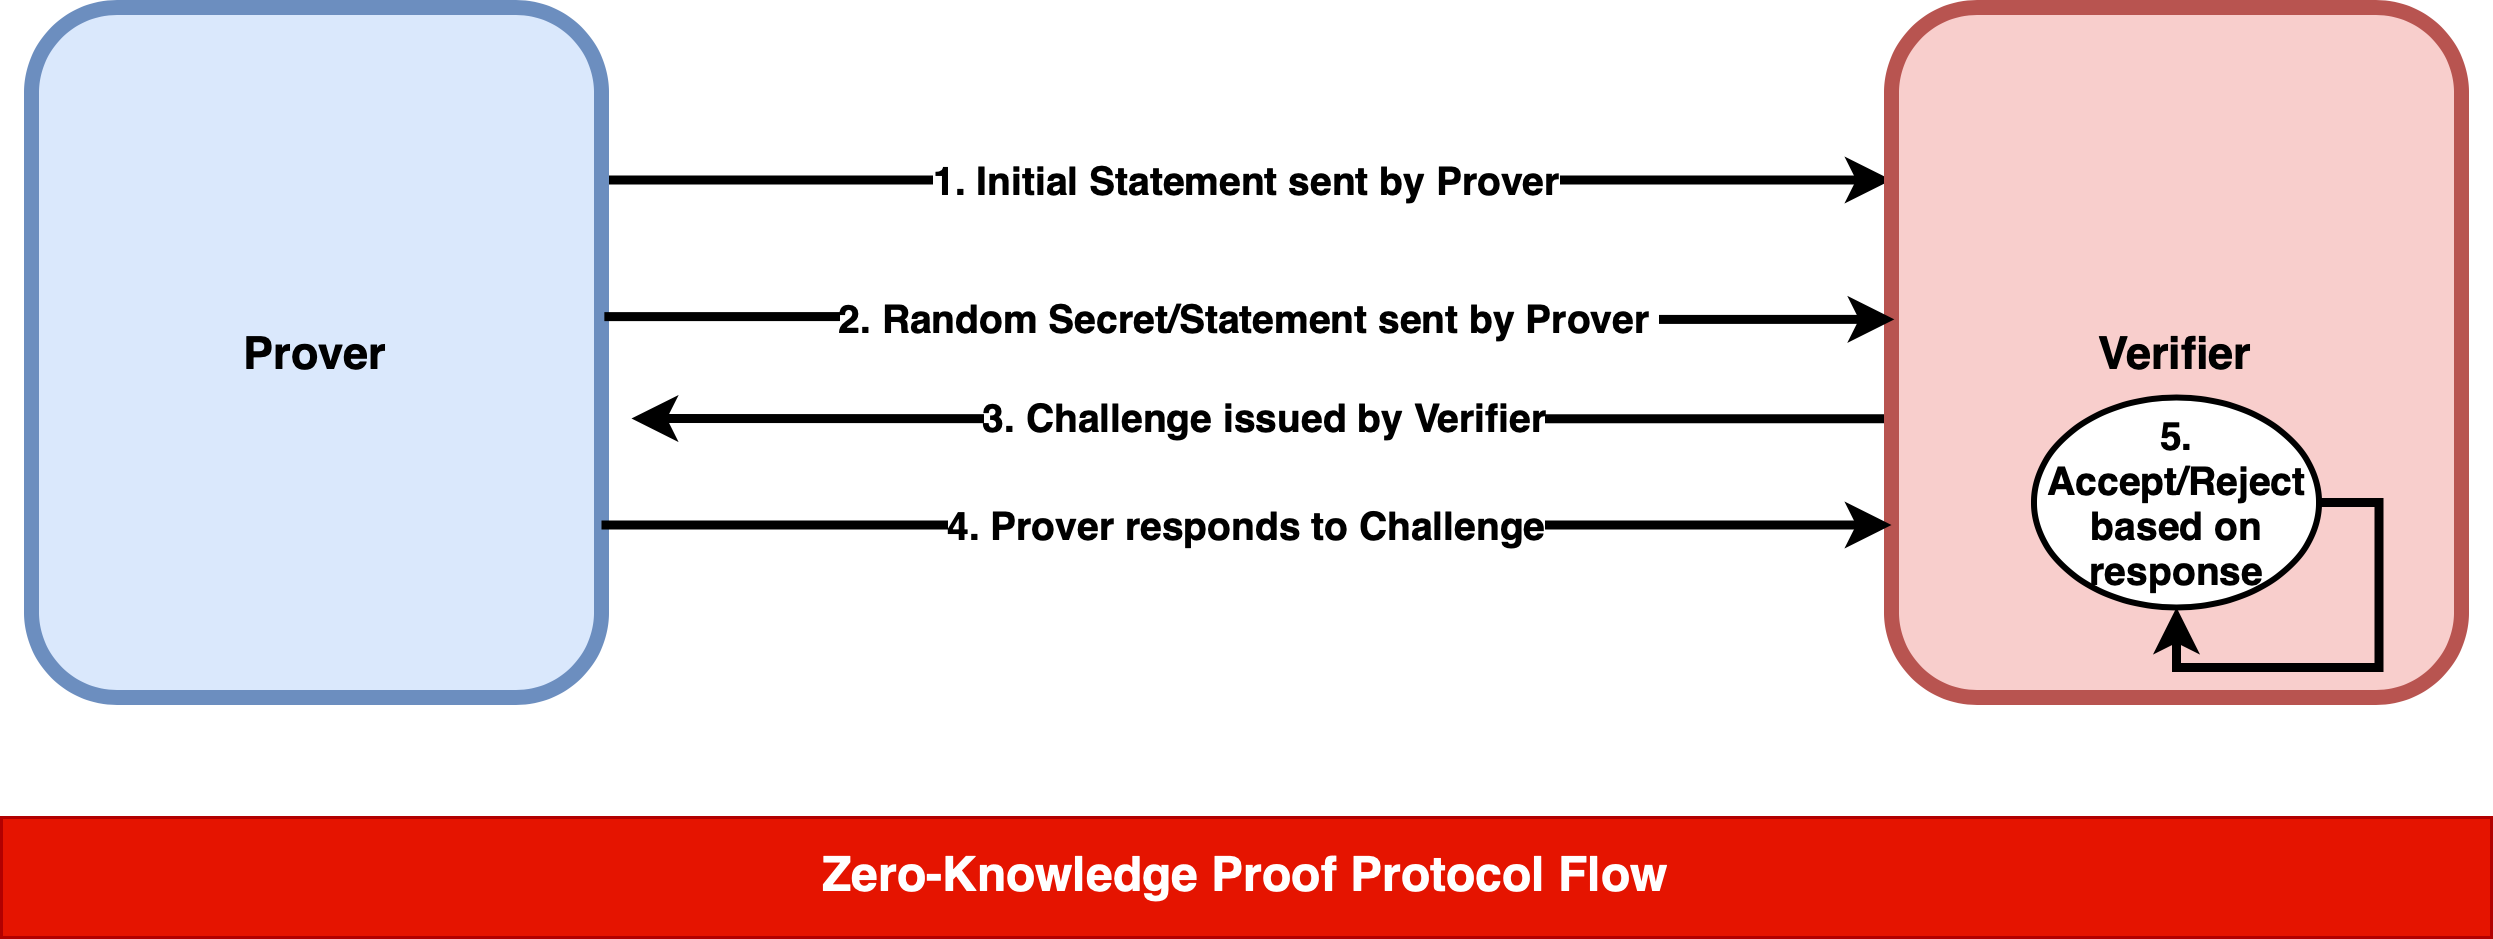 1. Initial Statement sent by Prover
2. Random Secret/Statement sent by Prover
Prover
Verifier
3. Challenge issued by Verifier
5.
Accept/Reject
based on
response
4. Prover responds to Challenge
Zero-Knowledge Proof Protocol Flow